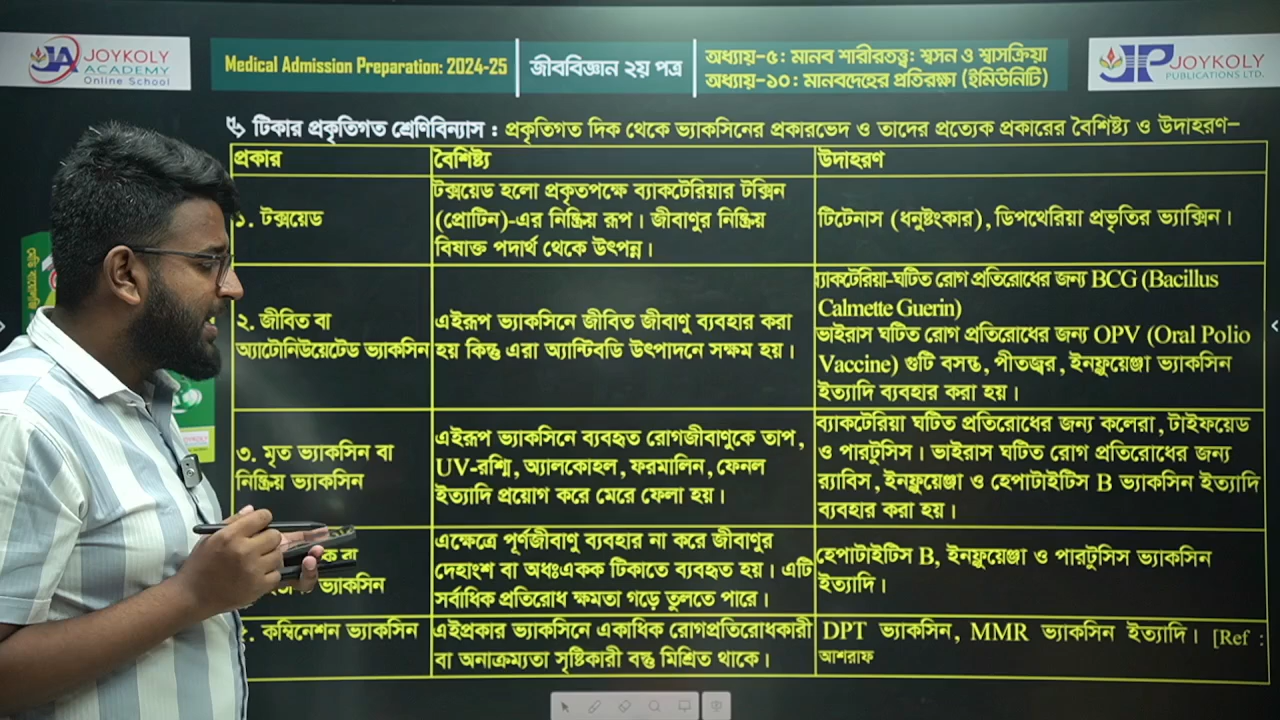 JA JOYKOLY
ACADEMY
Online School
Medical Admission Preparation: 2024-25
জীববিজ্ঞান ২য় পত্র
অধ্যায়-৫: মানব শারীরতত্ত্ব: শ্বসন ও শ্বাসক্রিয়া
অধ্যায়-১০: মানবদেহের প্রতিরক্ষা (ইমিউনিটি)
JP JOYKOLY
PUBLICATIONS LTD.
টিকার প্রকৃতিগত শ্রেণিবিন্যাস : প্রকৃতিগত দিক থেকে ভ্যাকসিনের প্রকারভেদ ও তাদের প্রত্যেক প্রকারের বৈশিষ্ট্য ও উদাহরণ–
প্রকার
বৈশিষ্ট্য
উদাহরণ
১. টক্সয়েড
টক্সয়েড হলো প্রকৃতপক্ষে ব্যাকটেরিয়ার টক্সিন
(প্রোটিন)-এর নিষ্ক্রিয় রূপ। জীবাণুর নিষ্ক্রিয়
বিষাক্ত পদার্থ থেকে উৎপন্ন।
টিটেনাস (ধনুষ্টংকার), ডিপথেরিয়া প্রভৃতির ভ্যাক্সিন।
২. জীবিত বা
অ্যাটোনিউয়েটেড ভ্যাকসিন
এইরূপ ভ্যাকসিনে জীবিত জীবাণু ব্যবহার করা
হয় কিন্তু এরা অ্যান্টিবডি উৎপাদনে সক্ষম হয়।
ব্যাকটেরিয়া-ঘটিত রোগ প্রতিরোধের জন্য BCG (Bacillus
Calmette Guerin)
ভাইরাস ঘটিত রোগ প্রতিরোধের জন্য OPV (Oral Polio
Vaccine) গুটি বসন্ত, পীতজ্বর, ইনফ্লুয়েঞ্জা ভ্যাকসিন
ইত্যাদি ব্যবহার করা হয়।
৩. মৃত ভ্যাকসিন বা
নিষ্ক্রিয় ভ্যাকসিন
এইরূপ ভ্যাকসিনে ব্যবহৃত রোগজীবাণুকে তাপ,
UV-রশ্মি, অ্যালকোহল, ফরমালিন, ফেনল
ইত্যাদি প্রয়োগ করে মেরে ফেলা হয়।
ব্যাকটেরিয়া ঘটিত প্রতিরোধের জন্য কলেরা, টাইফয়েড
ও পারটুসিস। ভাইরাস ঘটিত রোগ প্রতিরোধের জন্য
র‍্যাবিস, ইনফ্লুয়েঞ্জা ও হেপাটাইটিস B ভ্যাকসিন ইত্যাদি
ব্যবহার করা হয়।
বা
ভ্যাকসিন
এক্ষেত্রে পূর্ণজীবাণু ব্যবহার না করে জীবাণুর
দেহাংশ বা অধঃএকক টিকাতে ব্যবহৃত হয়। এটি
সর্বাধিক প্রতিরোধ ক্ষমতা গড়ে তুলতে পারে।
হেপাটাইটিস B, ইনফ্লুয়েঞ্জা ও পারটুসিস ভ্যাকসিন
ইত্যাদি।
৫. কম্বিনেশন ভ্যাকসিন
এইপ্রকার ভ্যাকসিনে একাধিক রোগপ্রতিরোধকারী
বা অনাক্রম্যতা সৃষ্টিকারী বস্তু মিশ্রিত থাকে।
DPT ভ্যাকসিন, MMR ভ্যাকসিন ইত্যাদি। [Ref :
আশরাফ